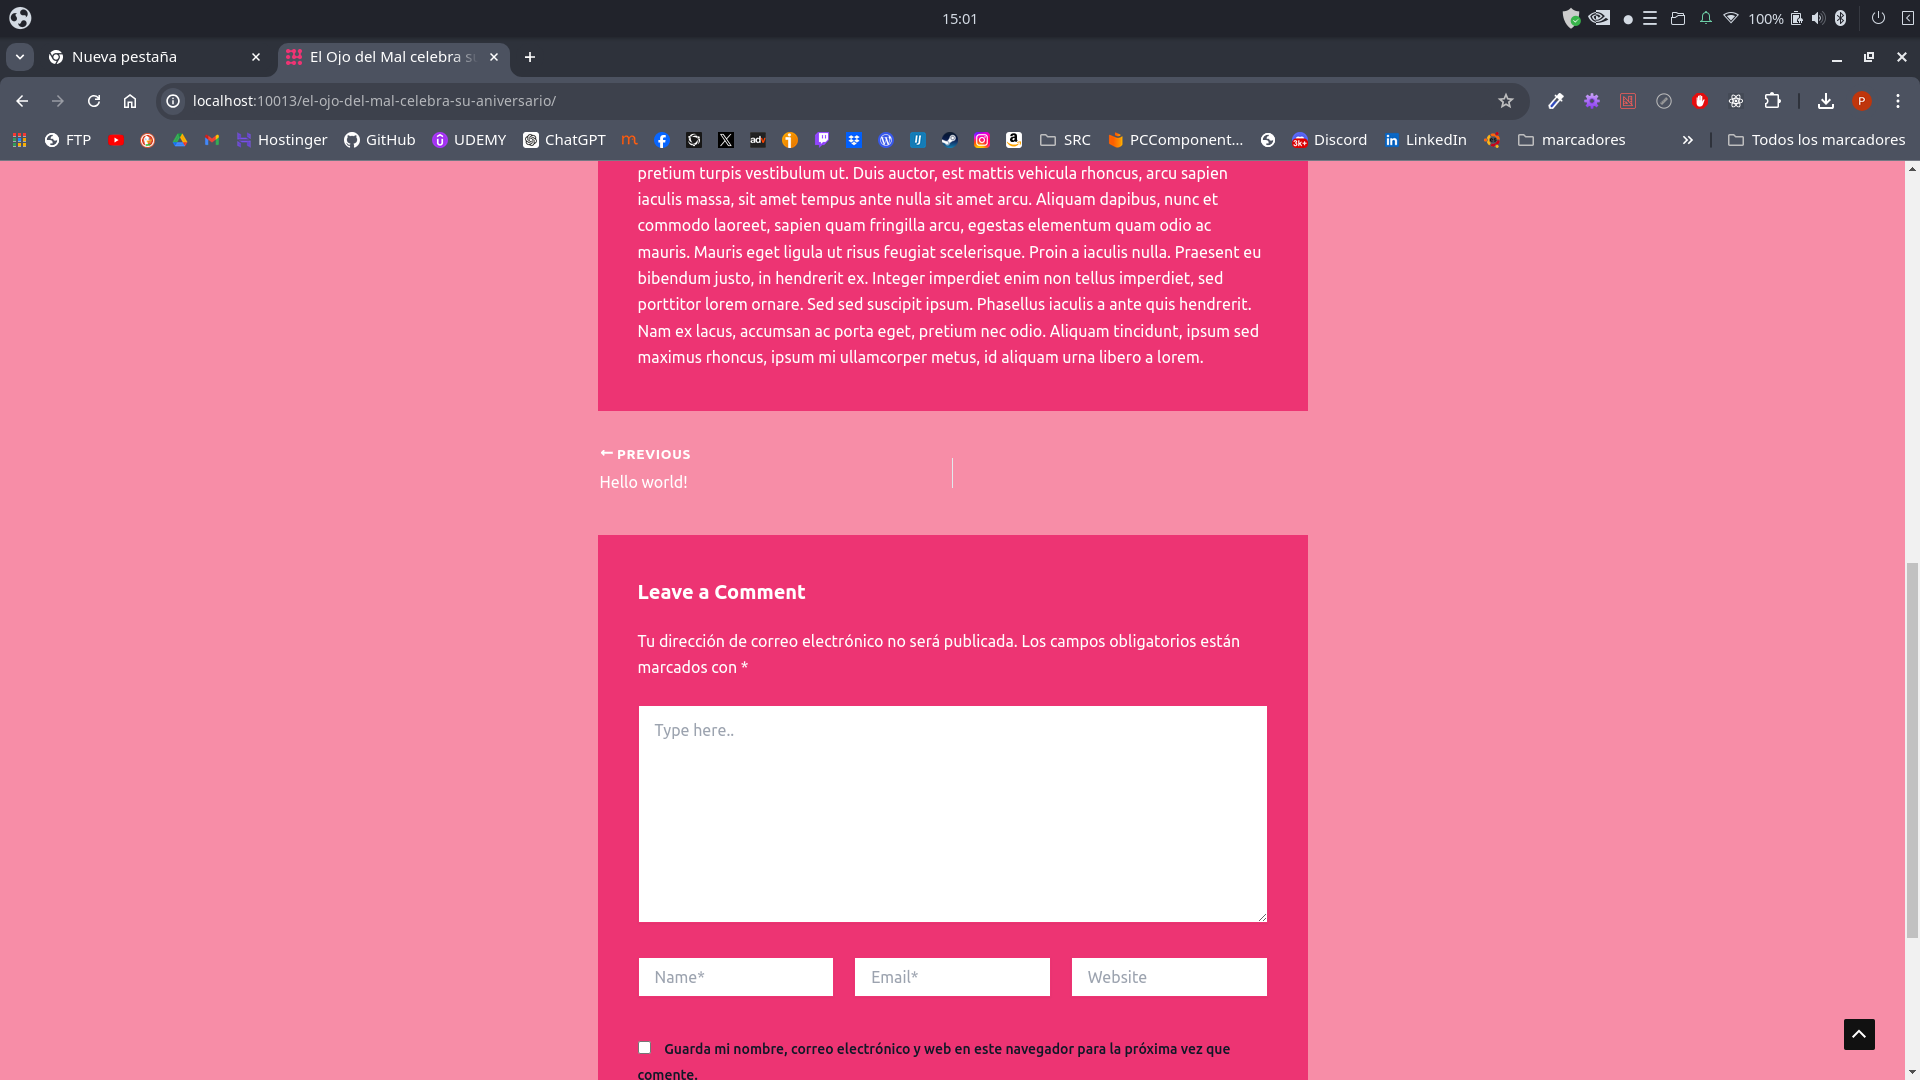 15:01
100%
Nueva pestaña
El Ojo del Mal celebra su
localhost:10013/el-ojo-del-mal-celebra-su-aniversario/
P
FTP
Hostinger
GitHub
UDEMY
ChatGPT
SRC
PCComponent...
3k+
Discord
LinkedIn
marcadores
Todos los marcadores
pretium turpis vestibulum ut. Duis auctor, est mattis vehicula rhoncus, arcu sapien
iaculis massa, sit amet tempus ante nulla sit amet arcu. Aliquam dapibus, nunc et
commodo laoreet, sapien quam fringilla arcu, egestas elementum quam odio ac
mauris. Mauris eget ligula ut risus feugiat scelerisque. Proin a iaculis nulla. Praesent eu
bibendum justo, in hendrerit ex. Integer imperdiet enim non tellus imperdiet, sed
porttitor lorem ornare. Sed sed suscipit ipsum. Phasellus iaculis a ante quis hendrerit.
Nam ex lacus, accumsan ac porta eget, pretium nec odio. Aliquam tincidunt, ipsum sed
maximus rhoncus, ipsum mi ullamcorper metus, id aliquam urna libero a lorem.
← PREVIOUS
Hello world!
Leave a Comment
Tu dirección de correo electrónico no será publicada. Los campos obligatorios están
marcados con *
Type here..
Name*
Email*
Website
Guarda mi nombre, correo electrónico y web en este navegador para la próxima vez que
comente.